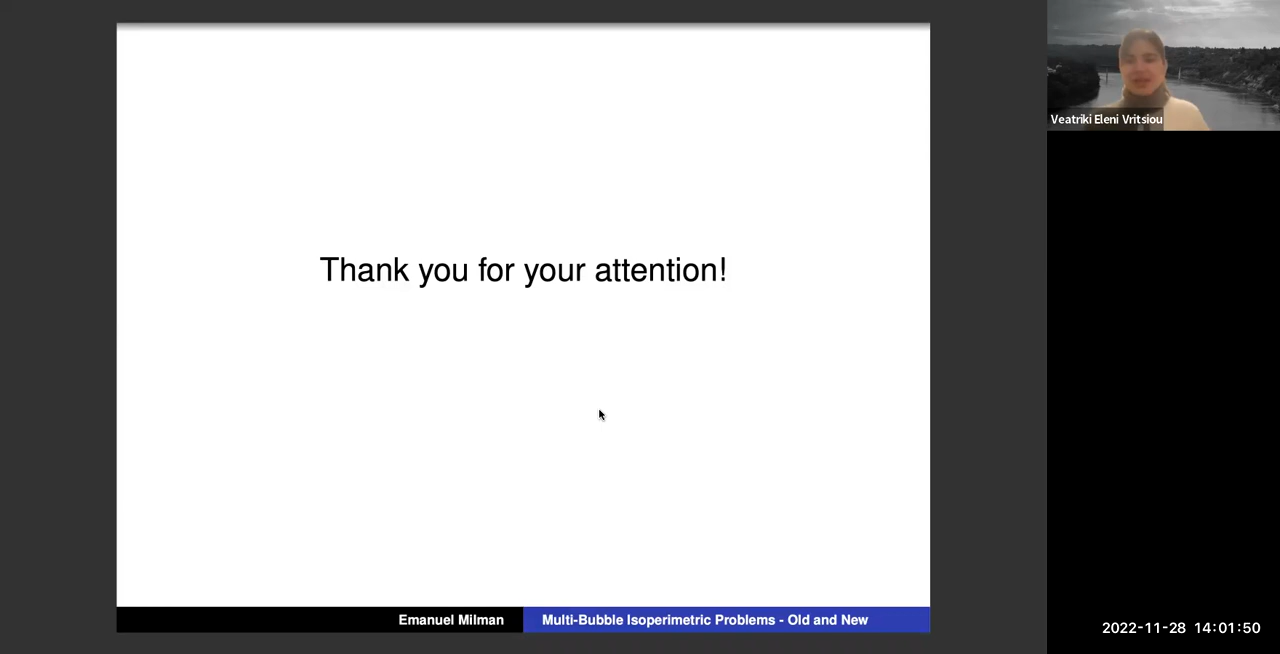 Thank you for your attention!
Emanuel Milman
Multi-Bubble Isoperimetric Problems - Old and New
Veatriki Eleni Vritsiou
2022-11-28 14:01:50